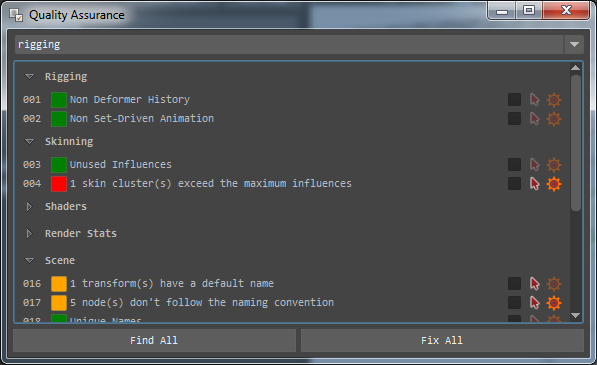 Quality Assurance
rigging
Rigging
001 Non Deformer History
002 Non Set-Driven Animation
Skinning
003 Unused Influences
004 1 skin cluster(s) exceed the maximum influences
Shaders
Render Stats
Scene
016 1 transform(s) have a default name
017 5 node(s) don't follow the naming convention
018 Unique Names
Find All
Fix All